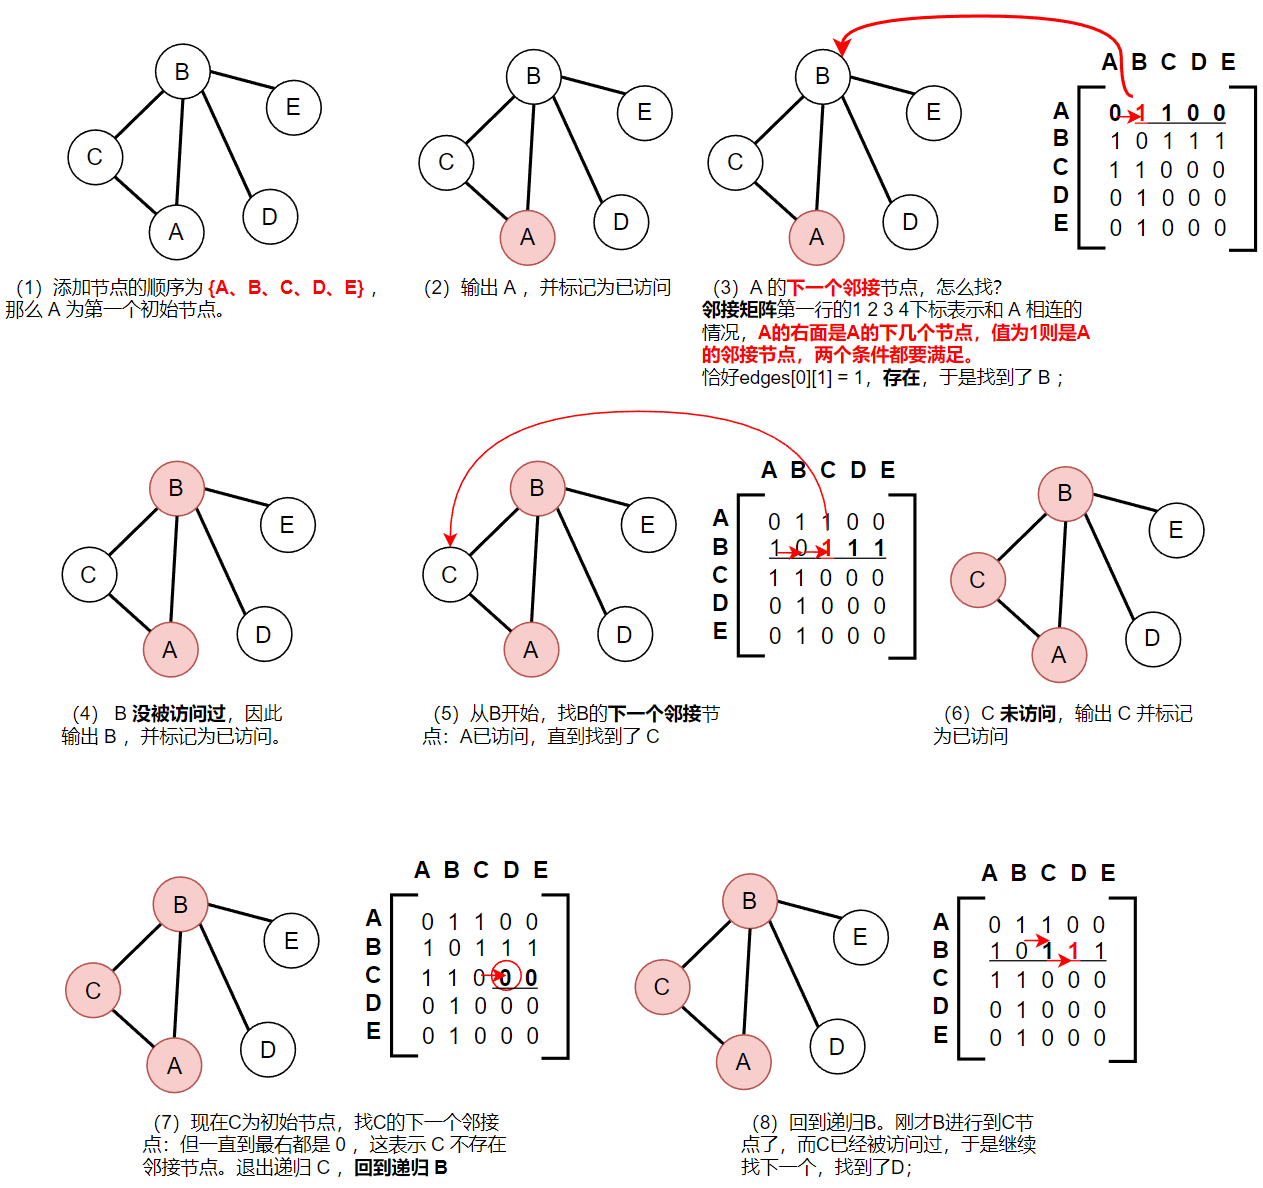 B
E
C
A
D
（1）添加节点的顺序为 {A、B、C、D、E} ，
那么 A 为第一个初始节点。
B
E
C
A
D
（2）输出 A ，并标记为已访问
B
E
C
A
D
A B C D E
A 0 1 1 0 0
B 1 0 1 1 1
C 1 1 0 0 0
D 0 1 0 0 0
E 0 1 0 0 0
（3）A 的下一个邻接节点，怎么找?
邻接矩阵第一行的1 2 3 4下标表示和 A 相连的
情况，A的右面是A的下几个节点，值为1则是A
的邻接节点，两个条件都要满足。
恰好edges[0][1] = 1，存在，于是找到了 B ；
B
E
C
A
D
（4） B 没被访问过，因此
输出 B ，并标记为已访问。
B
E
C
A
D
A B C D E
A 0 1 1 0 0
B 1 0 1 1 1
C 1 1 0 0 0
D 0 1 0 0 0
E 0 1 0 0 0
（5）从B开始，找B的下一个邻接节
点：A已访问，直到找到了 C
B
E
C
A
D
（6）C 未访问，输出 C 并标记
为已访问
B
E
C
A
D
A B C D E
A 0 1 1 0 0
B 1 0 1 1 1
C 1 1 0 0 0
D 0 1 0 0 0
E 0 1 0 0 0
（7）现在C为初始节点，找C的下一个邻接
点：但一直到最右都是 0 ，这表示 C 不存在
邻接节点。退出递归 C ，回到递归 B
B
E
C
A
D
A B C D E
A 0 1 1 0 0
B 1 0 1 1 1
C 1 1 0 0 0
D 0 1 0 0 0
E 0 1 0 0 0
（8）回到递归B。刚才B进行到C节
点了，而C已经被访问过，于是继续
找下一个，找到了D；